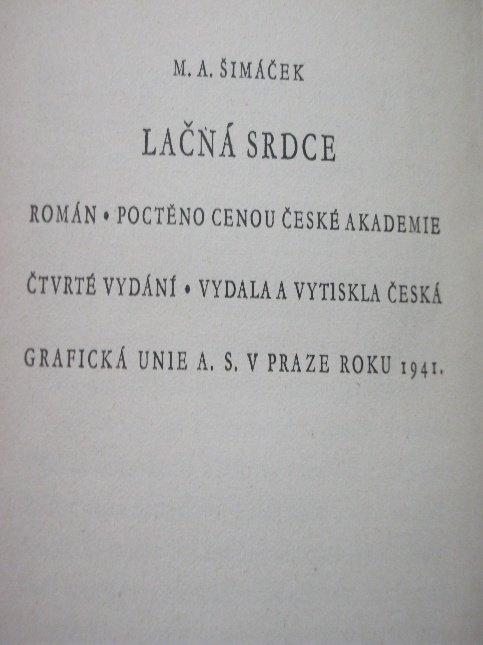 M. A. ŠIMÁČEK
LAČNÁ SRDCE
ROMÁN • POCTĚNO CENOU ČESKÉ AKADEMIE
ČTVRTÉ VYDÁNÍ • VYDALA A VYTISKLA ČESKÁ
GRAFICKÁ UNIE A. S. V PRAZE ROKU 1941.